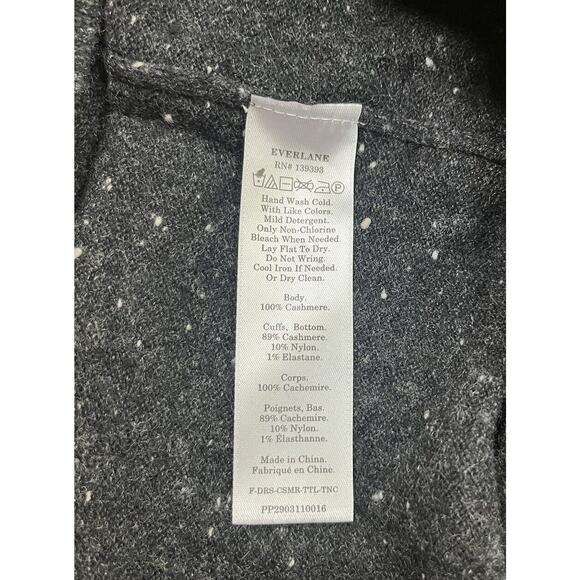 EVERLANE
RN# 139393
Hand Wash Cold.
With Like Colors.
Mild Detergent.
Only Non-Chlorine
Bleach When Needed.
Lay Flat To Dry.
Do Not Wring.
Cool Iron If Needed.
Or Dry Clean.
Body.
100% Cashmere.
Cuffs, Bottom.
89% Cashmere.
10% Nylon.
1% Elastane.
Corps.
100% Cachemire.
Poignets, Bas.
89% Cachemire.
10% Nylon.
1% Élasthanne.
Made in China.
Fabriqué en Chine.
F-DRS-CSMR-TTL-TNC
PP2903110016